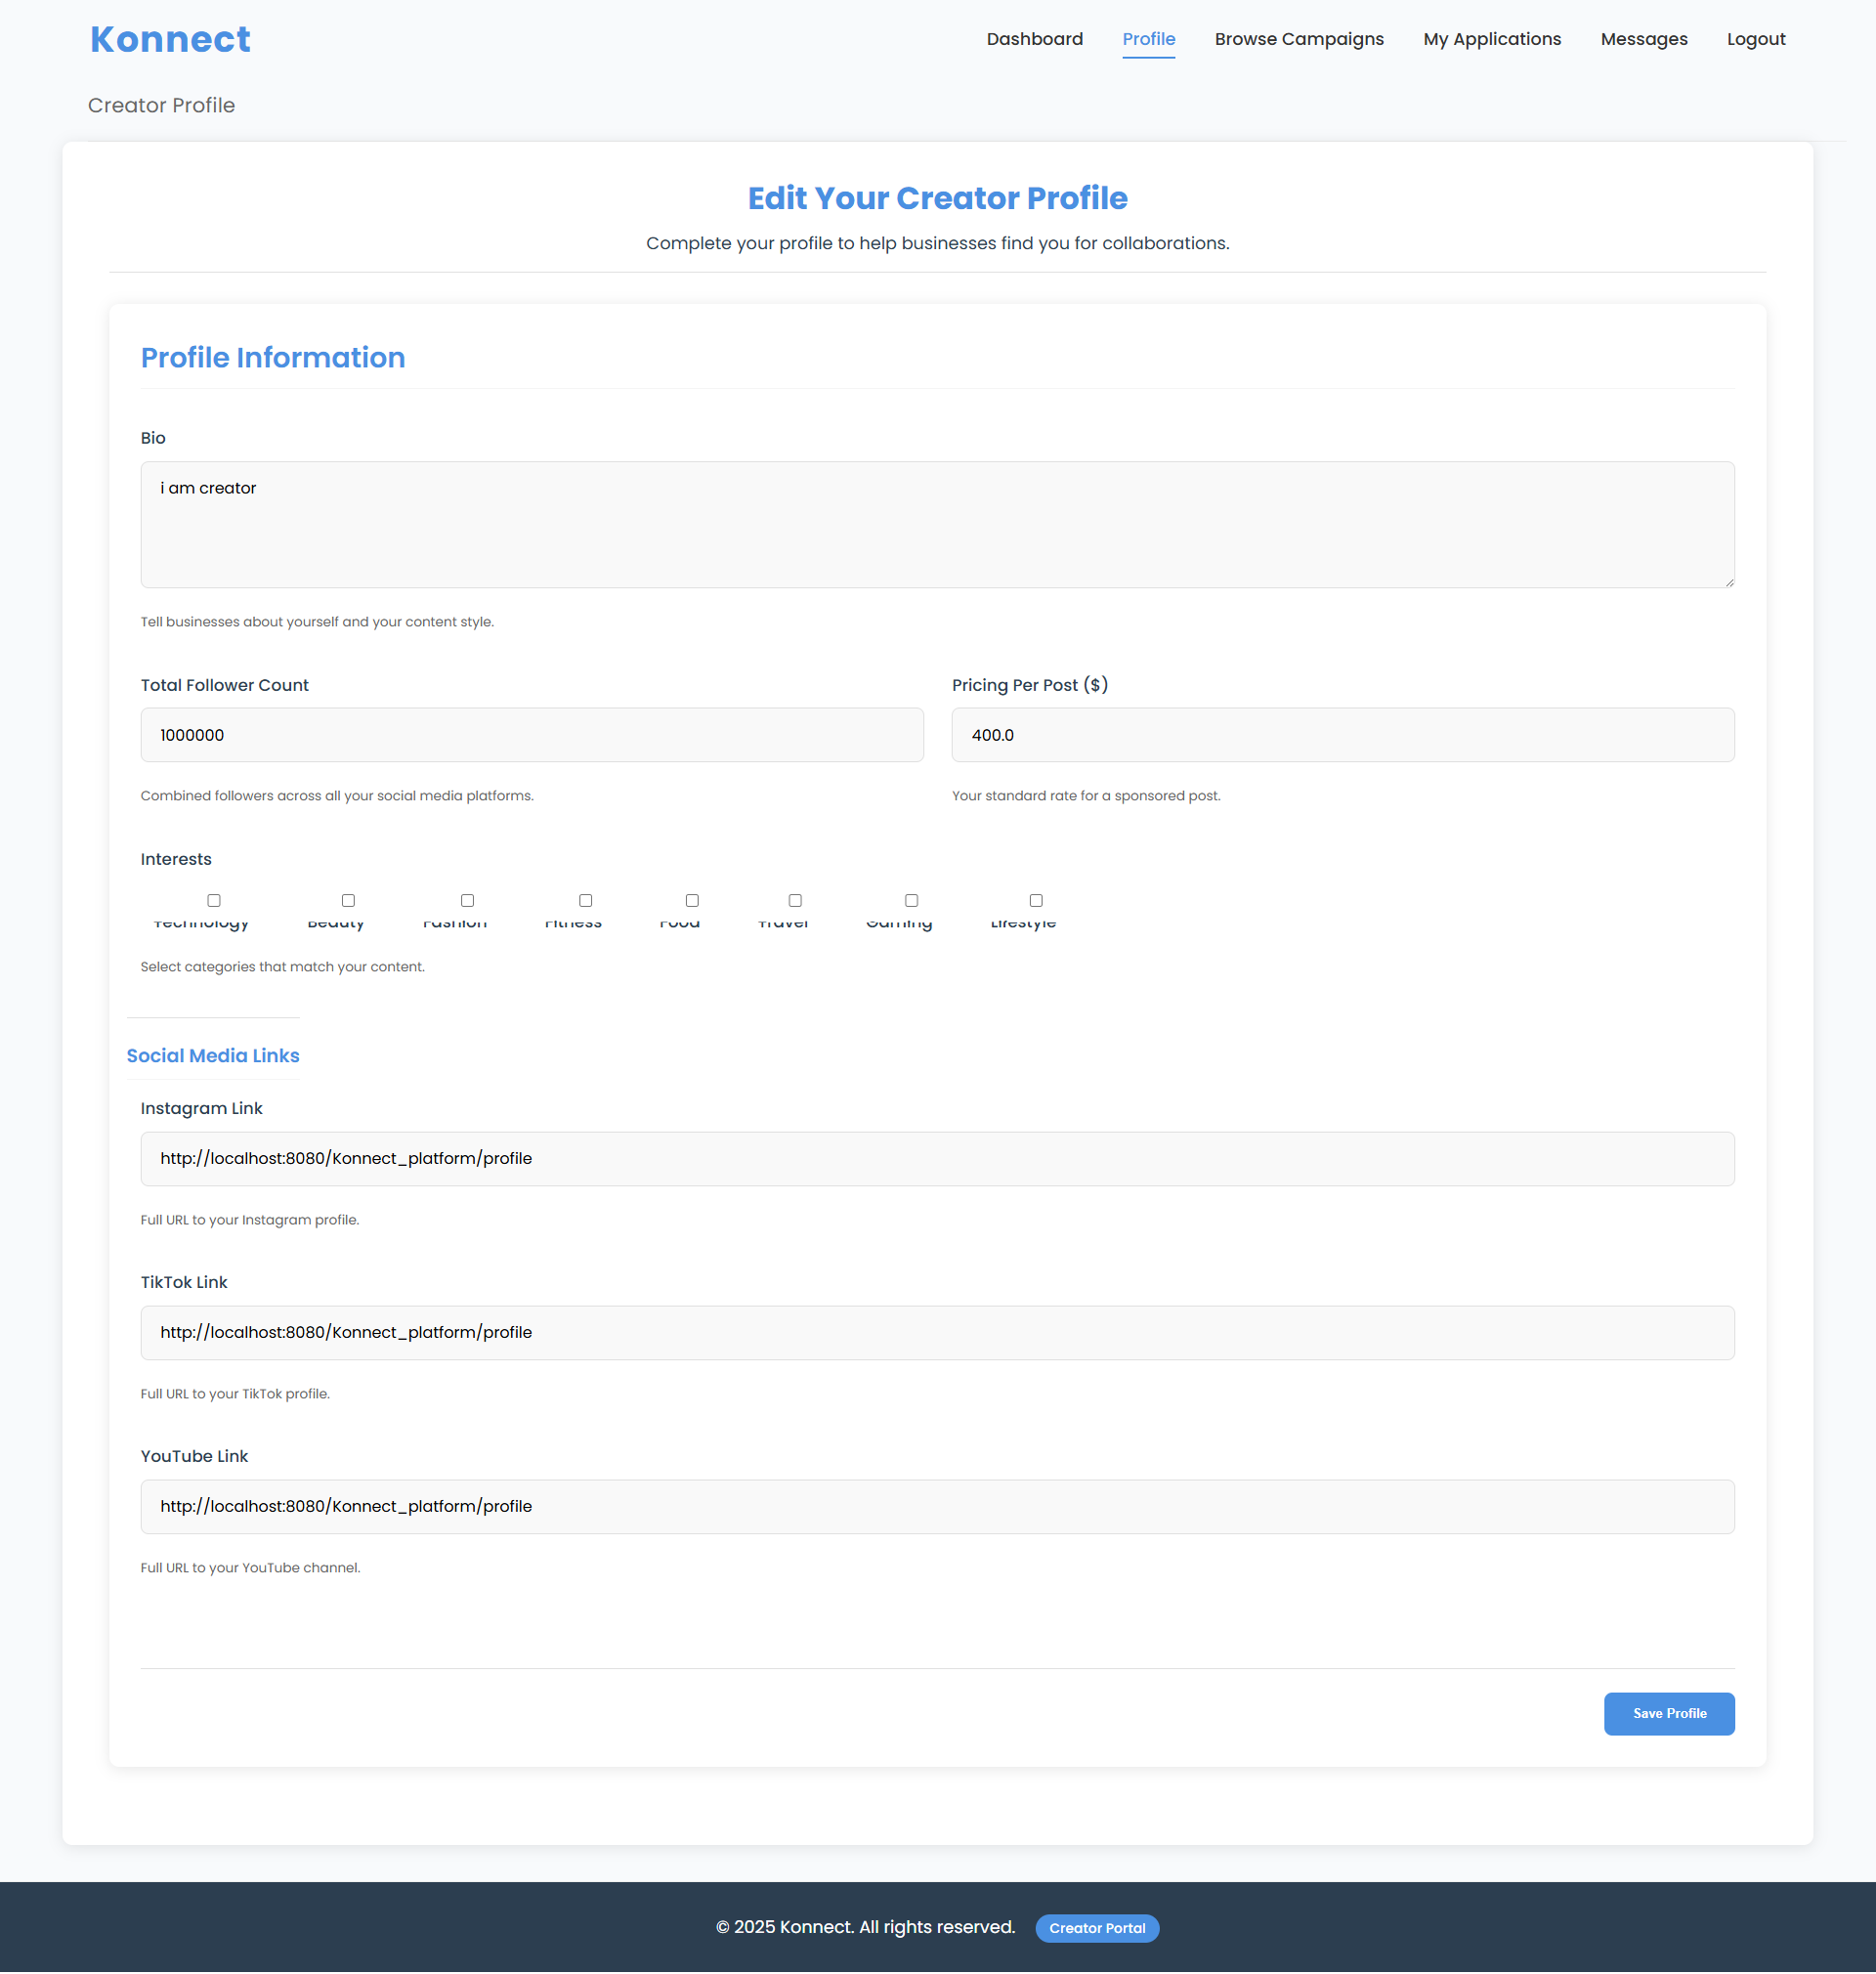 Konnect
Dashboard Profile Browse Campaigns My Applications Messages Logout
Creator Profile
Edit Your Creator Profile
Complete your profile to help businesses find you for collaborations.
Profile Information
Bio
i am creator
Tell businesses about yourself and your content style.
Total Follower Count Pricing Per Post ($)
1000000 400.0
Combined followers across all your social media platforms. Your standard rate for a sponsored post.
Interests
Technology Beauty Fashion Fitness Food Travel Gaming Lifestyle
Select categories that match your content.
Social Media Links
Instagram Link
http://localhost:8080/Konnect_platform/profile
Full URL to your Instagram profile.
TikTok Link
http://localhost:8080/Konnect_platform/profile
Full URL to your TikTok profile.
YouTube Link
http://localhost:8080/Konnect_platform/profile
Full URL to your YouTube channel.
Save Profile
© 2025 Konnect. All rights reserved. Creator Portal